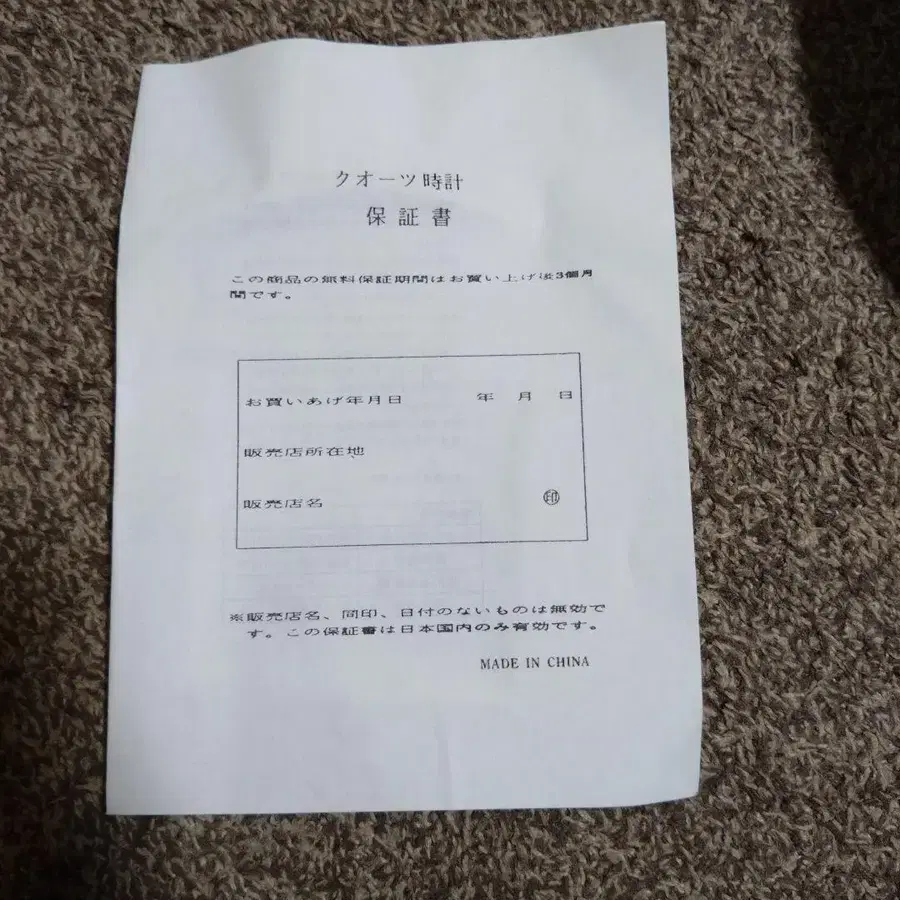 クオーツ時計
保証書
この商品の無料保証期間はお買い上げ後3個月
間です。
お買いあげ年月日 年 月 日
販売店所在地
販売店名 ㊞
※販売店名、同印、日付のないものは無効で
す。この保証書は日本国内のみ有効です。
MADE IN CHINA